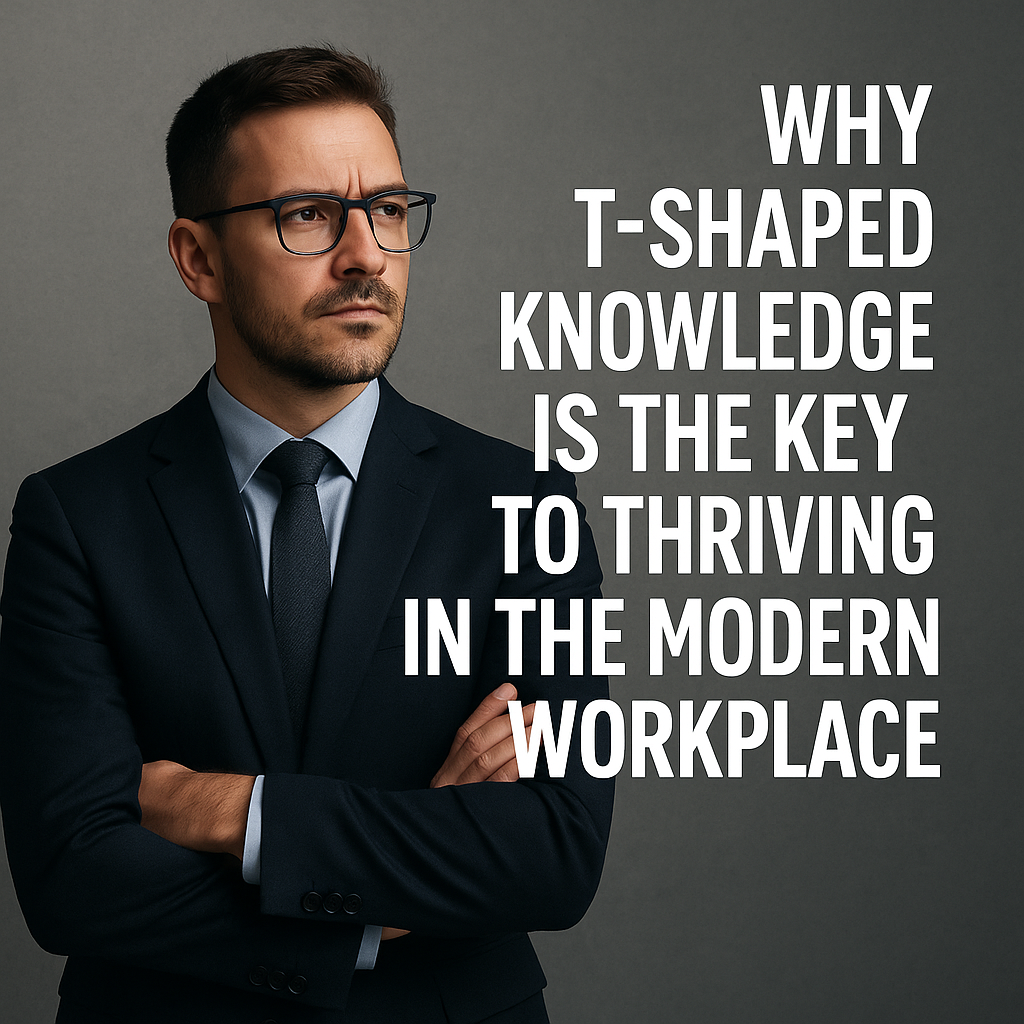 WHY
T-SHAPED
KNOWLEDGE
IS THE KEY
TO THRIVING
IN THE MODERN
WORKPLACE